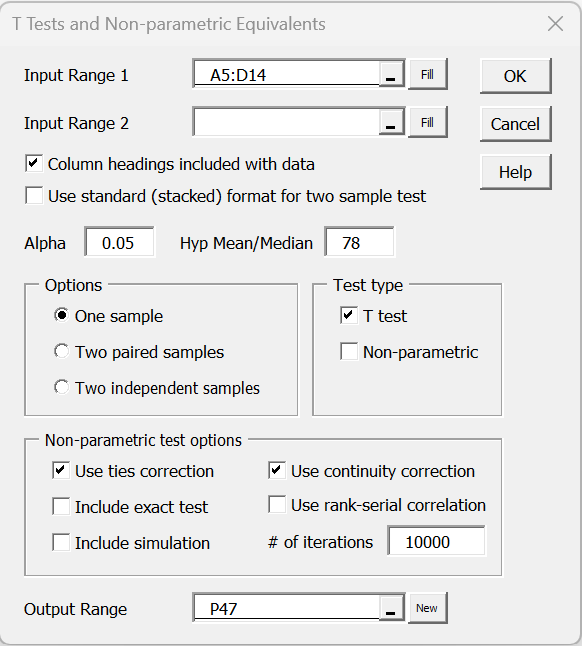 T Tests and Non-parametric Equivalents
Input Range 1 A5:D14 Fill OK
Input Range 2 Fill Cancel
Column headings included with data Help
Use standard (stacked) format for two sample test
Alpha 0.05 Hyp Mean/Median 78
Options Test type
One sample T test
Two paired samples Non-parametric
Two independent samples
Non-parametric test options
Use ties correction Use continuity correction
Include exact test Use rank-serial correlation
Include simulation # of iterations 10000
Output Range P47 New